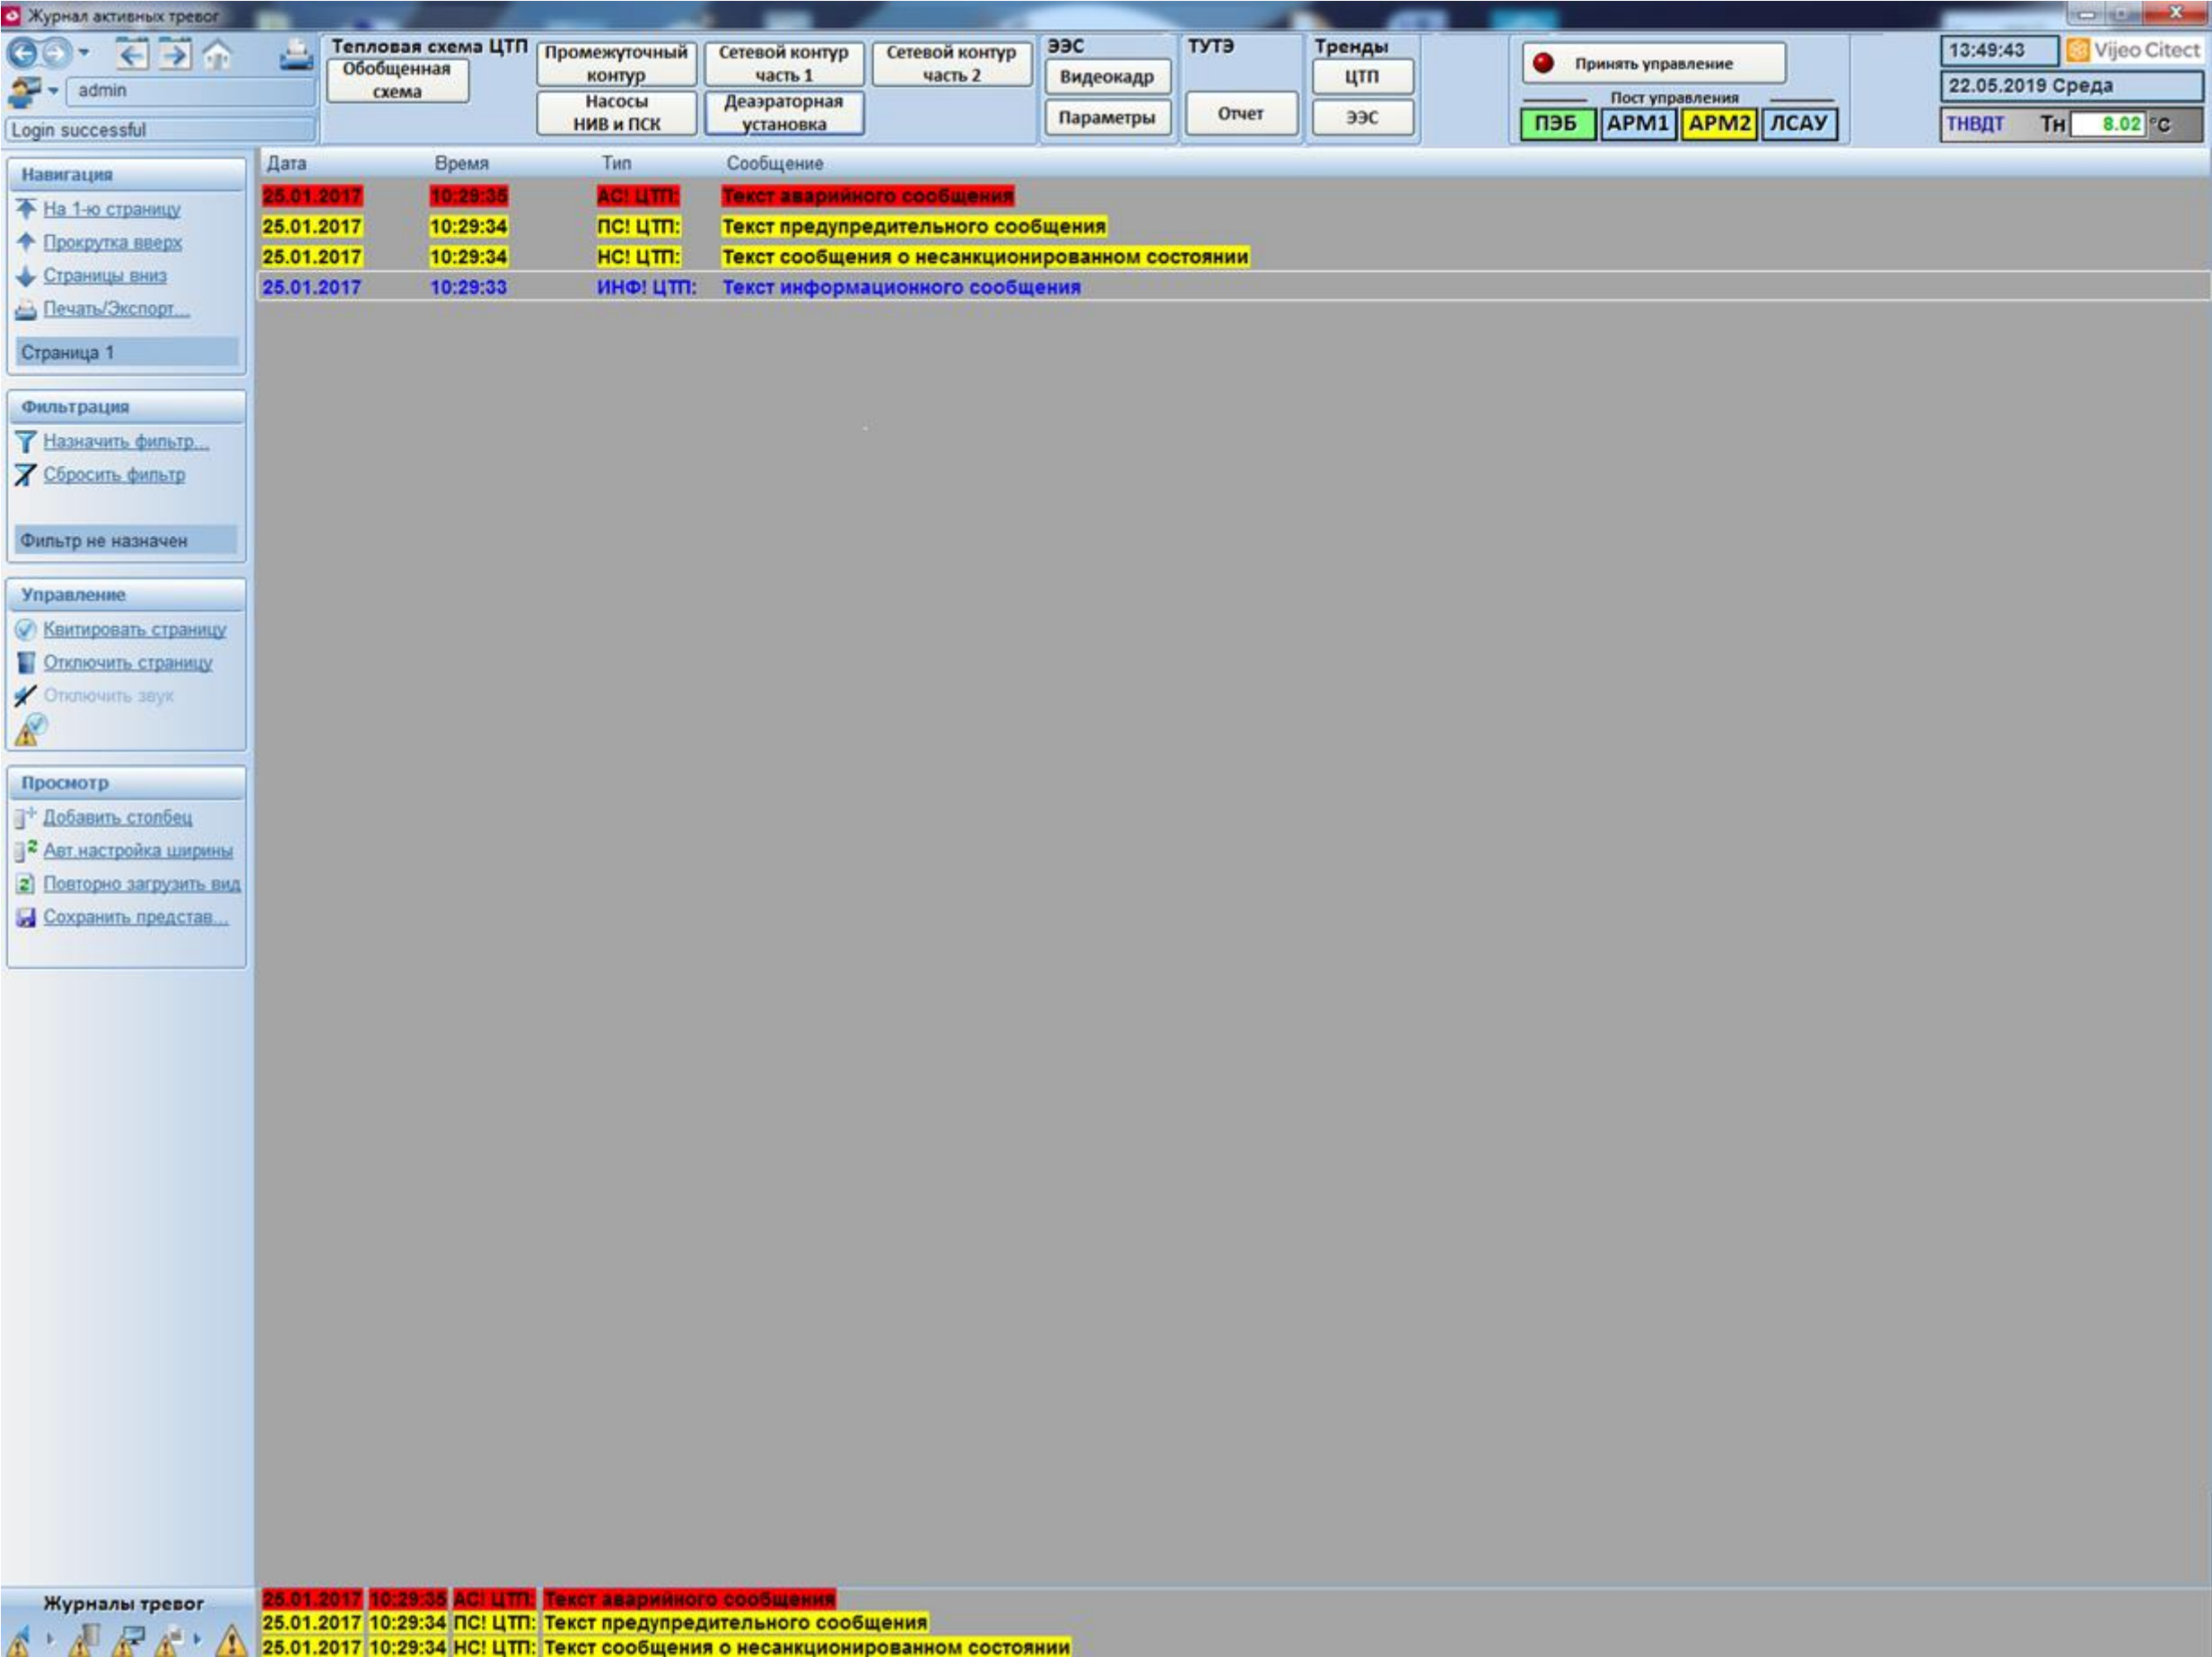 Журнал активных тревог
admin
Login successful
Тепловая схема ЦТП
Обобщенная
схема
Промежуточный
контур
Насосы
НИВ и ПСК
Сетевой контур
часть 1
Деаэраторная
установка
Сетевой контур
часть 2
ЭЭС
Видеокадр
Параметры
ТУТЭ
Отчет
Тренды
ЦТП
ЭЭС
Принять управление
Пост управления
ПЭБ АРМ1 АРМ2 ЛСАУ
13:49:43 Vijeo Citect
22.05.2019 Среда
ТНВДТ Тн 8.02 °C
Навигация
На 1-ю страницу
Прокрутка вверх
Страницы вниз
Печать/Экспорт...
Страница 1
Фильтрация
Назначить фильтр...
Сбросить фильтр
Фильтр не назначен
Управление
Квитировать страницу
Отключить страницу
Отключить звук
Просмотр
Добавить столбец
Авт.настройка ширины
Повторно загрузить вид
Сохранить представ...
Дата Время Тип Сообщение
25.01.2017 10:29:35 АС! ЦТП: Текст аварийного сообщения
25.01.2017 10:29:34 ПС! ЦТП: Текст предупредительного сообщения
25.01.2017 10:29:34 НС! ЦТП: Текст сообщения о несанкционированном состоянии
25.01.2017 10:29:33 ИНФ! ЦТП: Текст информационного сообщения
Журналы тревог
25.01.2017 10:29:35 АС! ЦТП: Текст аварийного сообщения
25.01.2017 10:29:34 ПС! ЦТП: Текст предупредительного сообщения
25.01.2017 10:29:34 НС! ЦТП: Текст сообщения о несанкционированном состоянии